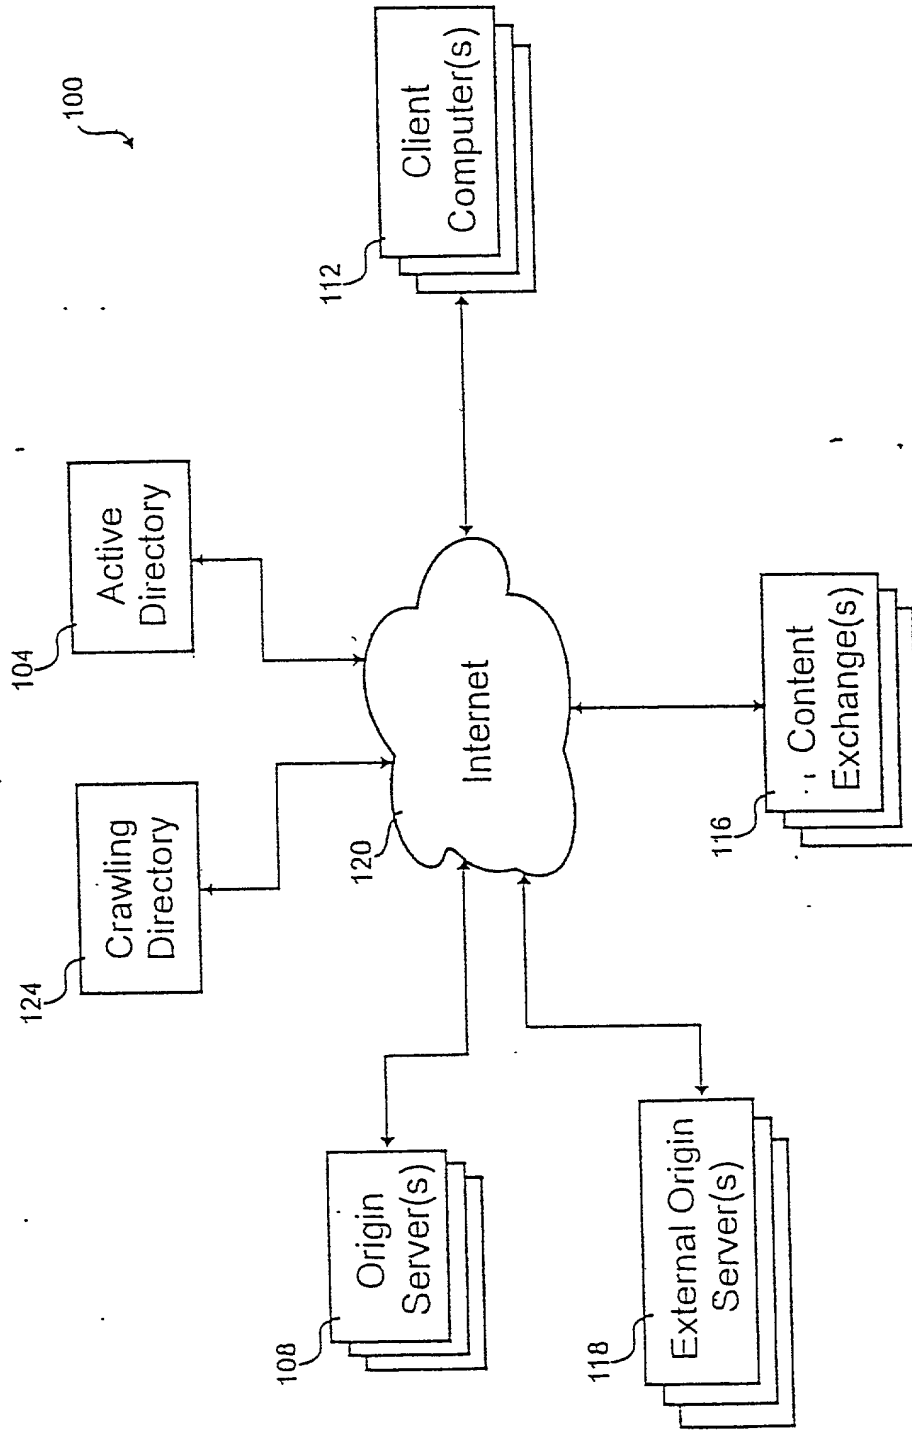 100
124
Crawling
Directory
104
Active
Directory
108
Origin
Server(s)
120
Internet
112
Client
Computer(s)
118
External Origin
Server(s)
116
Content
Exchange(s)